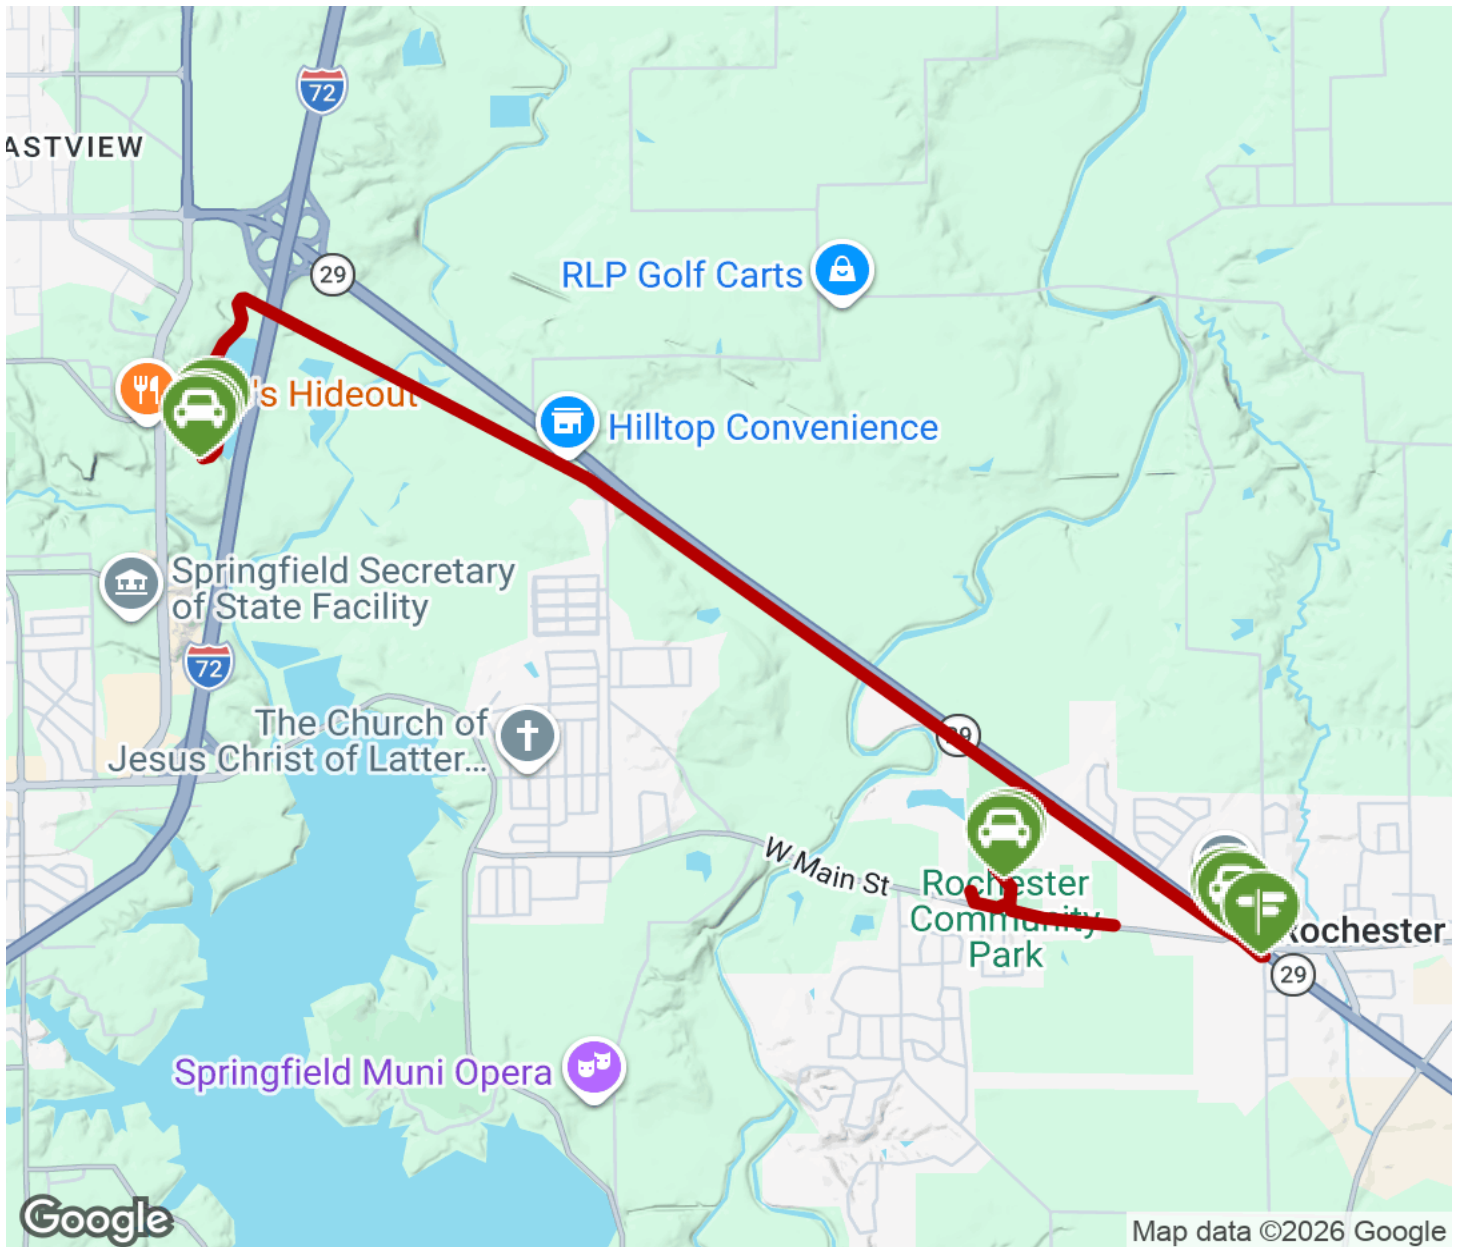 72
ASTVIEW
29
RLP Golf Carts
's Hideout
Hilltop Convenience
Springfield Secretary
of State Facility
72
The Church of
Jesus Christ of Latter...
29
W Main St
Rochester
Community
Park
Rochester
29
Springfield Muni Opera
Google
Map data ©2026 Google